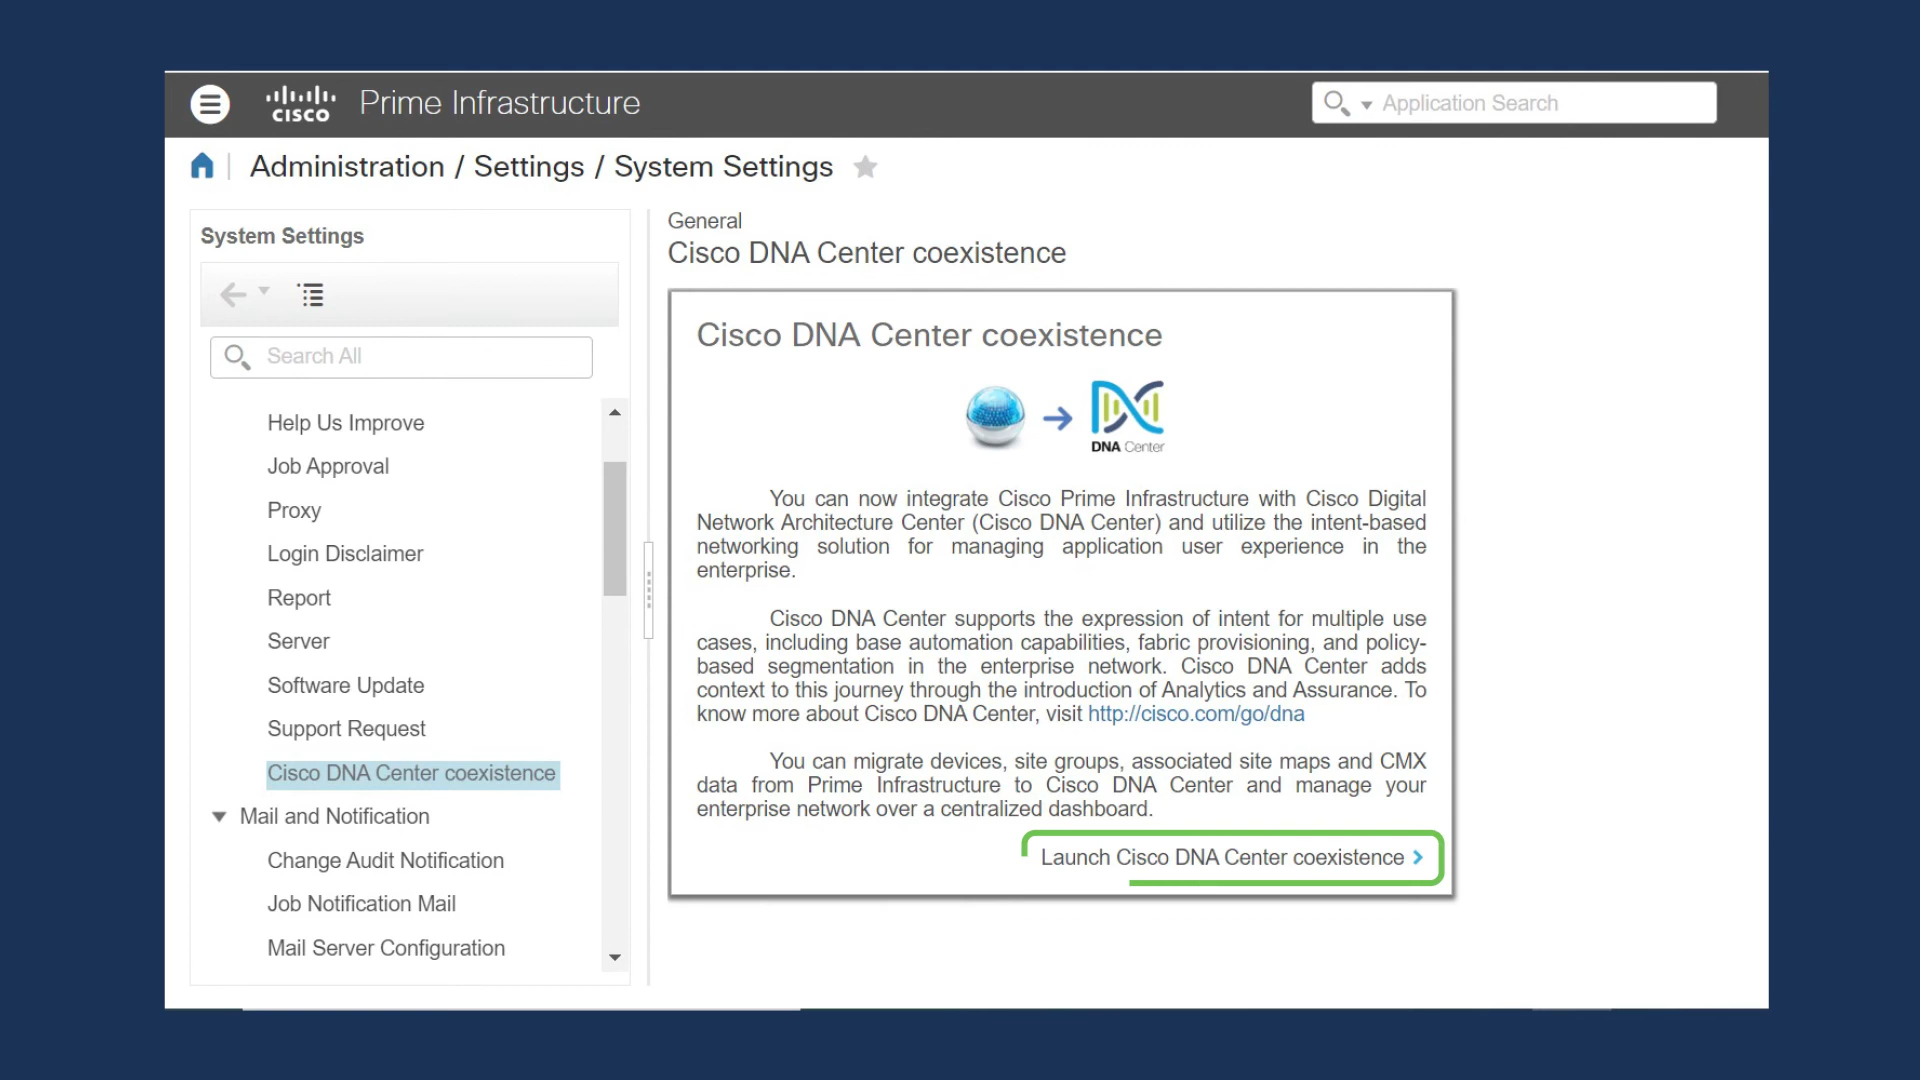 CISCO Prime Infrastructure
Application Search
Administration / Settings / System Settings
System Settings
Search All
Help Us Improve
Job Approval
Proxy
Login Disclaimer
Report
Server
Software Update
Support Request
Cisco DNA Center coexistence
Mail and Notification
Change Audit Notification
Job Notification Mail
Mail Server Configuration
General
Cisco DNA Center coexistence
Cisco DNA Center coexistence
DNA Center
You can now integrate Cisco Prime Infrastructure with Cisco Digital
Network Architecture Center (Cisco DNA Center) and utilize the intent-based
networking solution for managing application user experience in the
enterprise.
Cisco DNA Center supports the expression of intent for multiple use
cases, including base automation capabilities, fabric provisioning, and policy-
based segmentation in the enterprise network. Cisco DNA Center adds
context to this journey through the introduction of Analytics and Assurance. To
know more about Cisco DNA Center, visit http://cisco.com/go/dna
You can migrate devices, site groups, associated site maps and CMX
data from Prime Infrastructure to Cisco DNA Center and manage your
enterprise network over a centralized dashboard.
Launch Cisco DNA Center coexistence